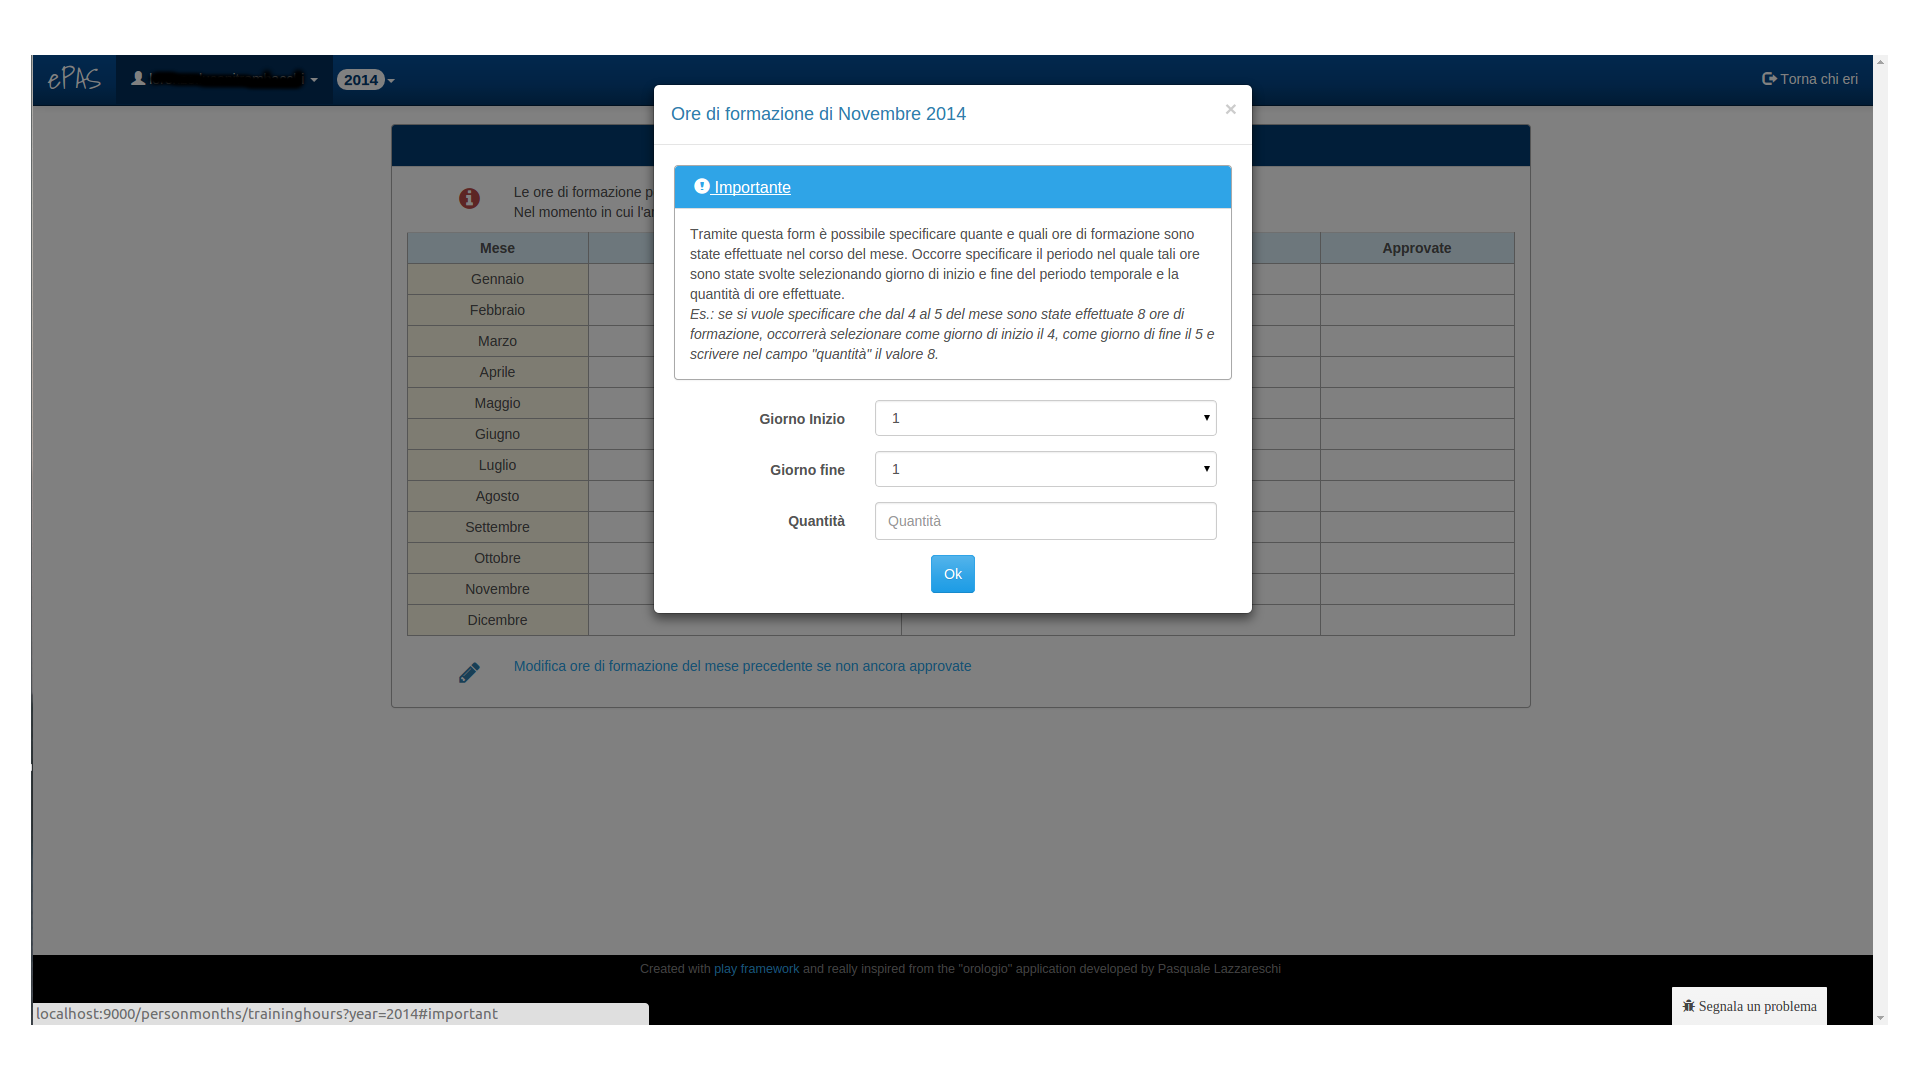 ePAS
2014
Torna chi eri
Ore di formazione di Novembre 2014
×
Importante
Tramite questa form è possibile specificare quante e quali ore di formazione sono
state effettuate nel corso del mese. Occorre specificare il periodo nel quale tali ore
sono state svolte selezionando giorno di inizio e fine del periodo temporale e la
quantità di ore effettuate.
Es.: se si vuole specificare che dal 4 al 5 del mese sono state effettuate 8 ore di
formazione, occorrerà selezionare come giorno di inizio il 4, come giorno di fine il 5 e
scrivere nel campo "quantità" il valore 8.
Giorno Inizio 1
Giorno fine 1
Quantità Quantità
Ok
Le ore di formazione
Nel momento in cui
Mese Approvate
Gennaio
Febbraio
Marzo
Aprile
Maggio
Giugno
Luglio
Agosto
Settembre
Ottobre
Novembre
Dicembre
Modifica ore di formazione del mese precedente se non ancora approvate
Created with play framework and really inspired from the "orologio" application developed by Pasquale Lazzareschi
Segnala un problema
localhost:9000/personmonths/traininghours?year=2014#important